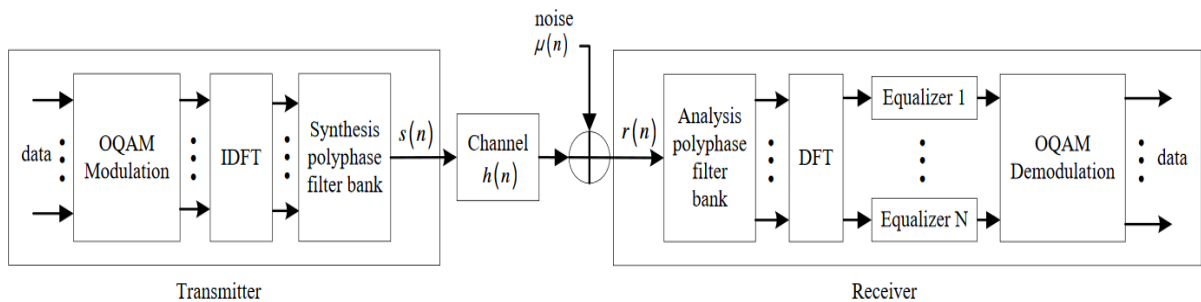 noise
μ(n)
data
OQAM
Modulation
IDFT
Synthesis
polyphase
filter bank
s(n)
Channel
h(n)
r(n)
Analysis
polyphase
filter
bank
DFT
Equalizer 1
Equalizer N
OQAM
Demodulation
data
Transmitter
Receiver